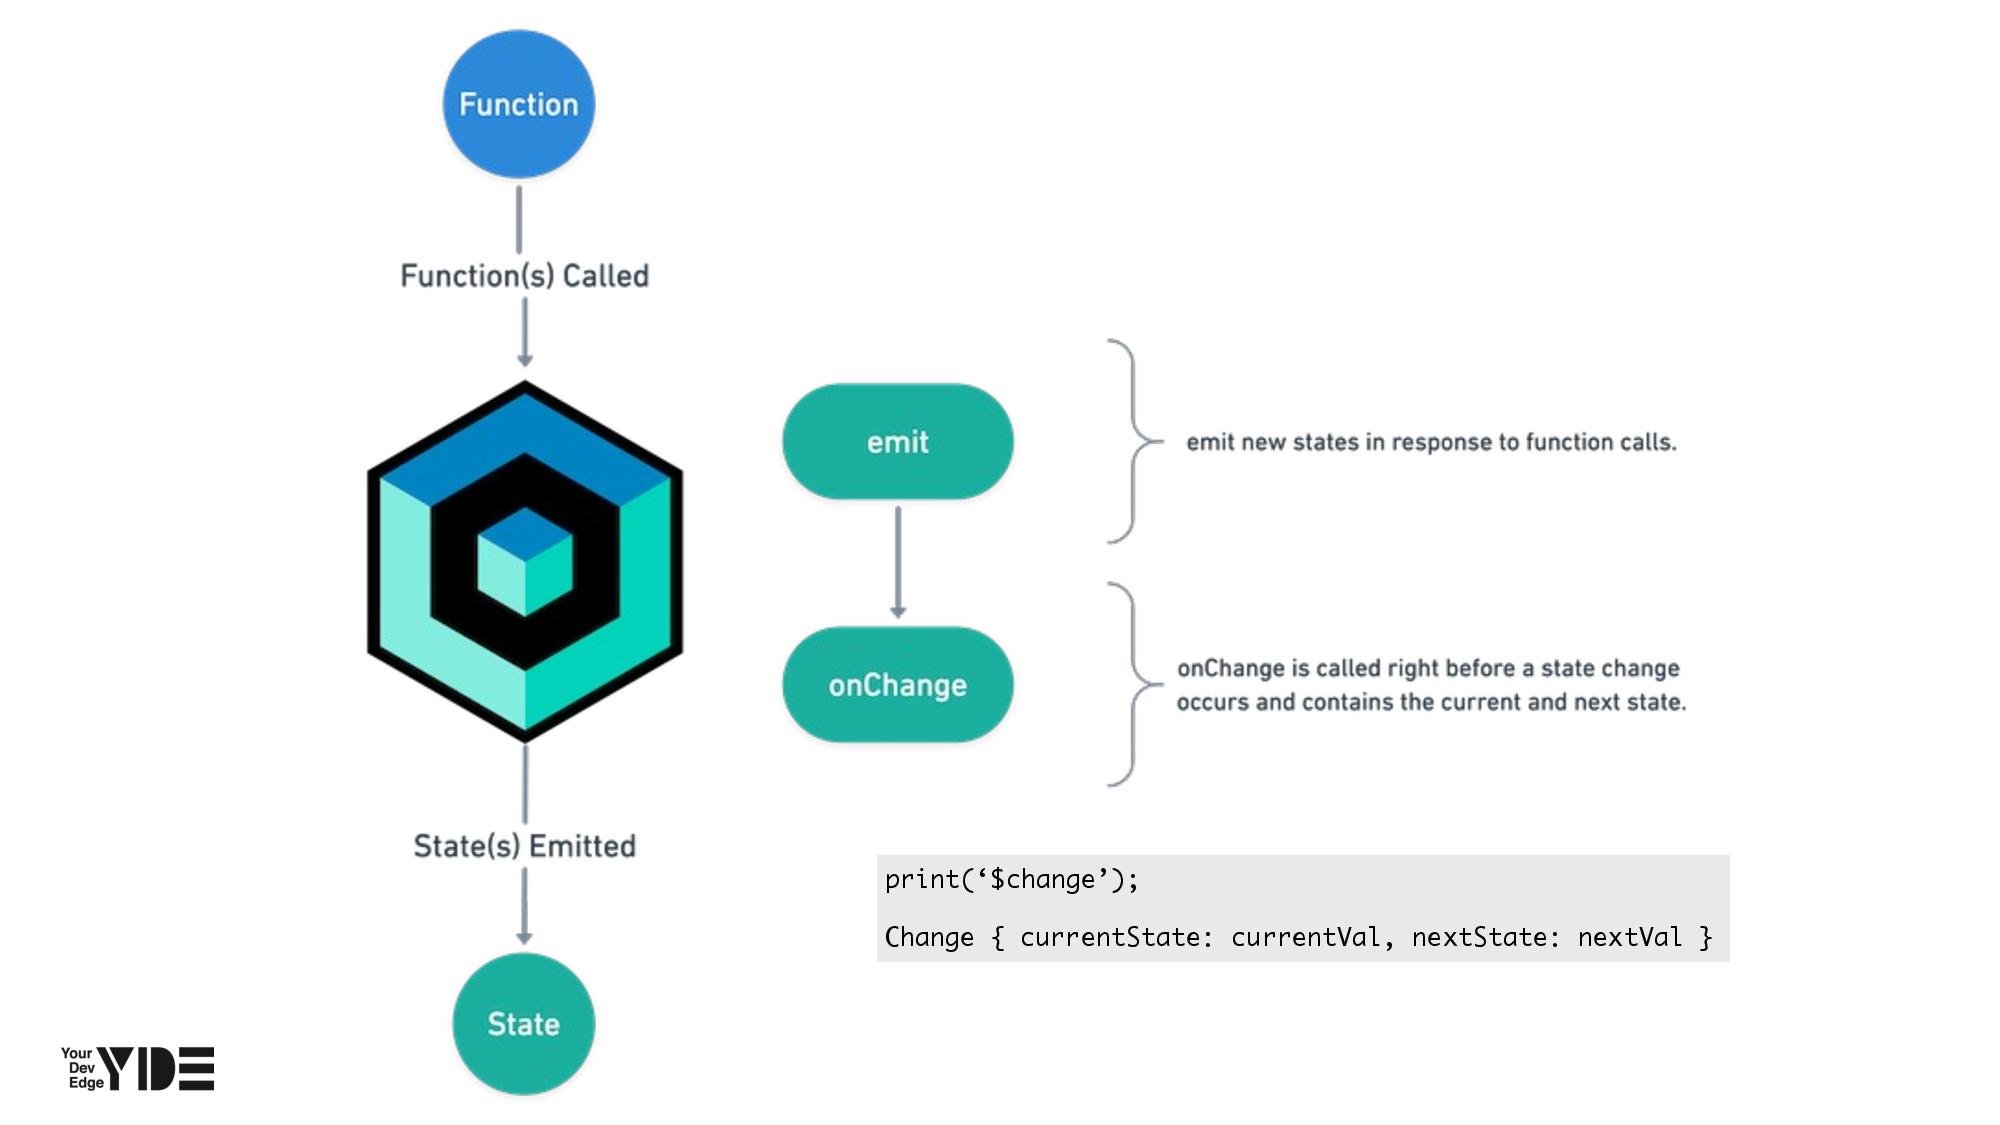 Function
Function(s) Called
emit
emit new states in response to function calls.
onChange
onChange is called right before a state change
occurs and contains the current and next state.
State(s) Emitted
print(‘$change’);
Change { currentState: currentVal, nextState: nextVal }
State
Your
Dev
Edge
YDE